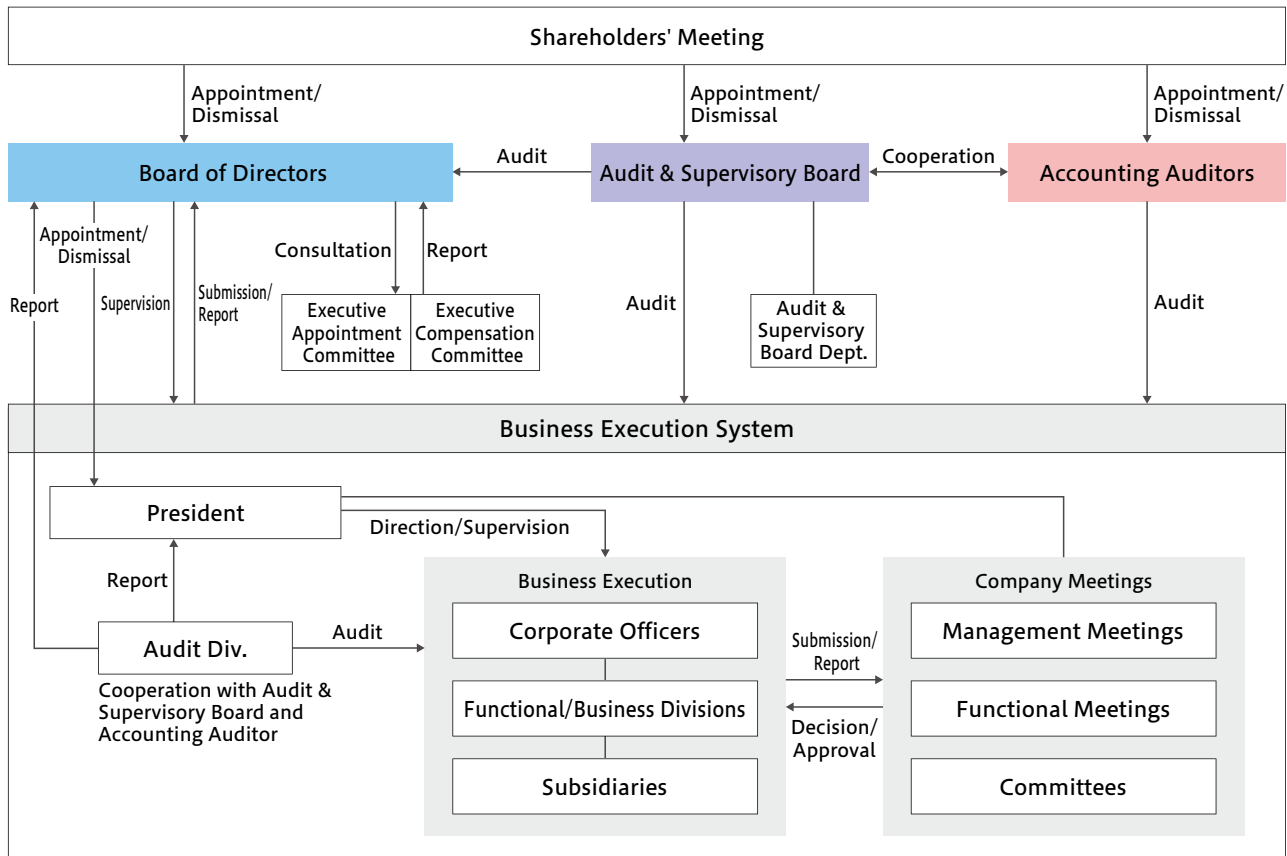 Shareholders' Meeting
Appointment/
Dismissal
Appointment/
Dismissal
Appointment/
Dismissal
Board of Directors
Audit
Audit & Supervisory Board
Cooperation
Accounting Auditors
Report
Appointment/
Dismissal
Supervision
Submission/
Report
Consultation
Report
Executive
Appointment
Committee
Executive
Compensation
Committee
Audit
Audit &
Supervisory
Board Dept.
Audit
Business Execution System
President
Direction/Supervision
Report
Audit Div.
Audit
Cooperation with Audit &
Supervisory Board and
Accounting Auditor
Business Execution
Corporate Officers
Functional/Business Divisions
Subsidiaries
Submission/
Report
Decision/
Approval
Company Meetings
Management Meetings
Functional Meetings
Committees